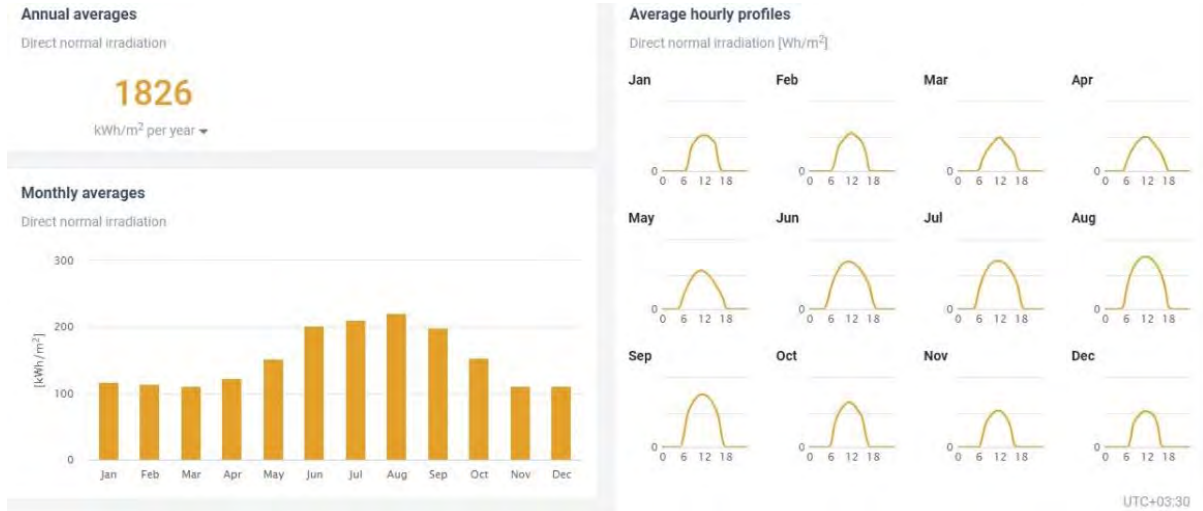 Annual averages
Direct normal irradiation
1826
kWh/m² per year
Monthly averages
Direct normal irradiation
300
200
100
0
[kWh/m²]
Jan Feb Mar Apr May Jun Jul Aug Sep Oct Nov Dec
Average hourly profiles
Direct normal irradiation [Wh/m²]
Jan Feb Mar Apr
0 0 0 0
0 6 12 18 0 6 12 18 0 6 12 18 0 6 12 18
May Jun Jul Aug
0 0 0 0
0 6 12 18 0 6 12 18 0 6 12 18 0 6 12 18
Sep Oct Nov Dec
0 0 0 0
0 6 12 18 0 6 12 18 0 6 12 18 0 6 12 18
UTC+03:30